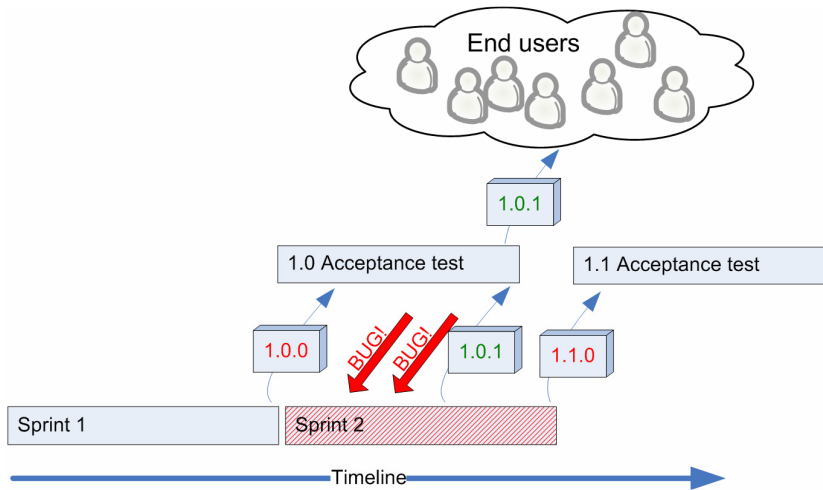 End users
1.0.1
1.0 Acceptance test
1.1 Acceptance test
1.0.0
BUG!
BUG!
1.0.1
1.1.0
Sprint 1
Sprint 2
Timeline